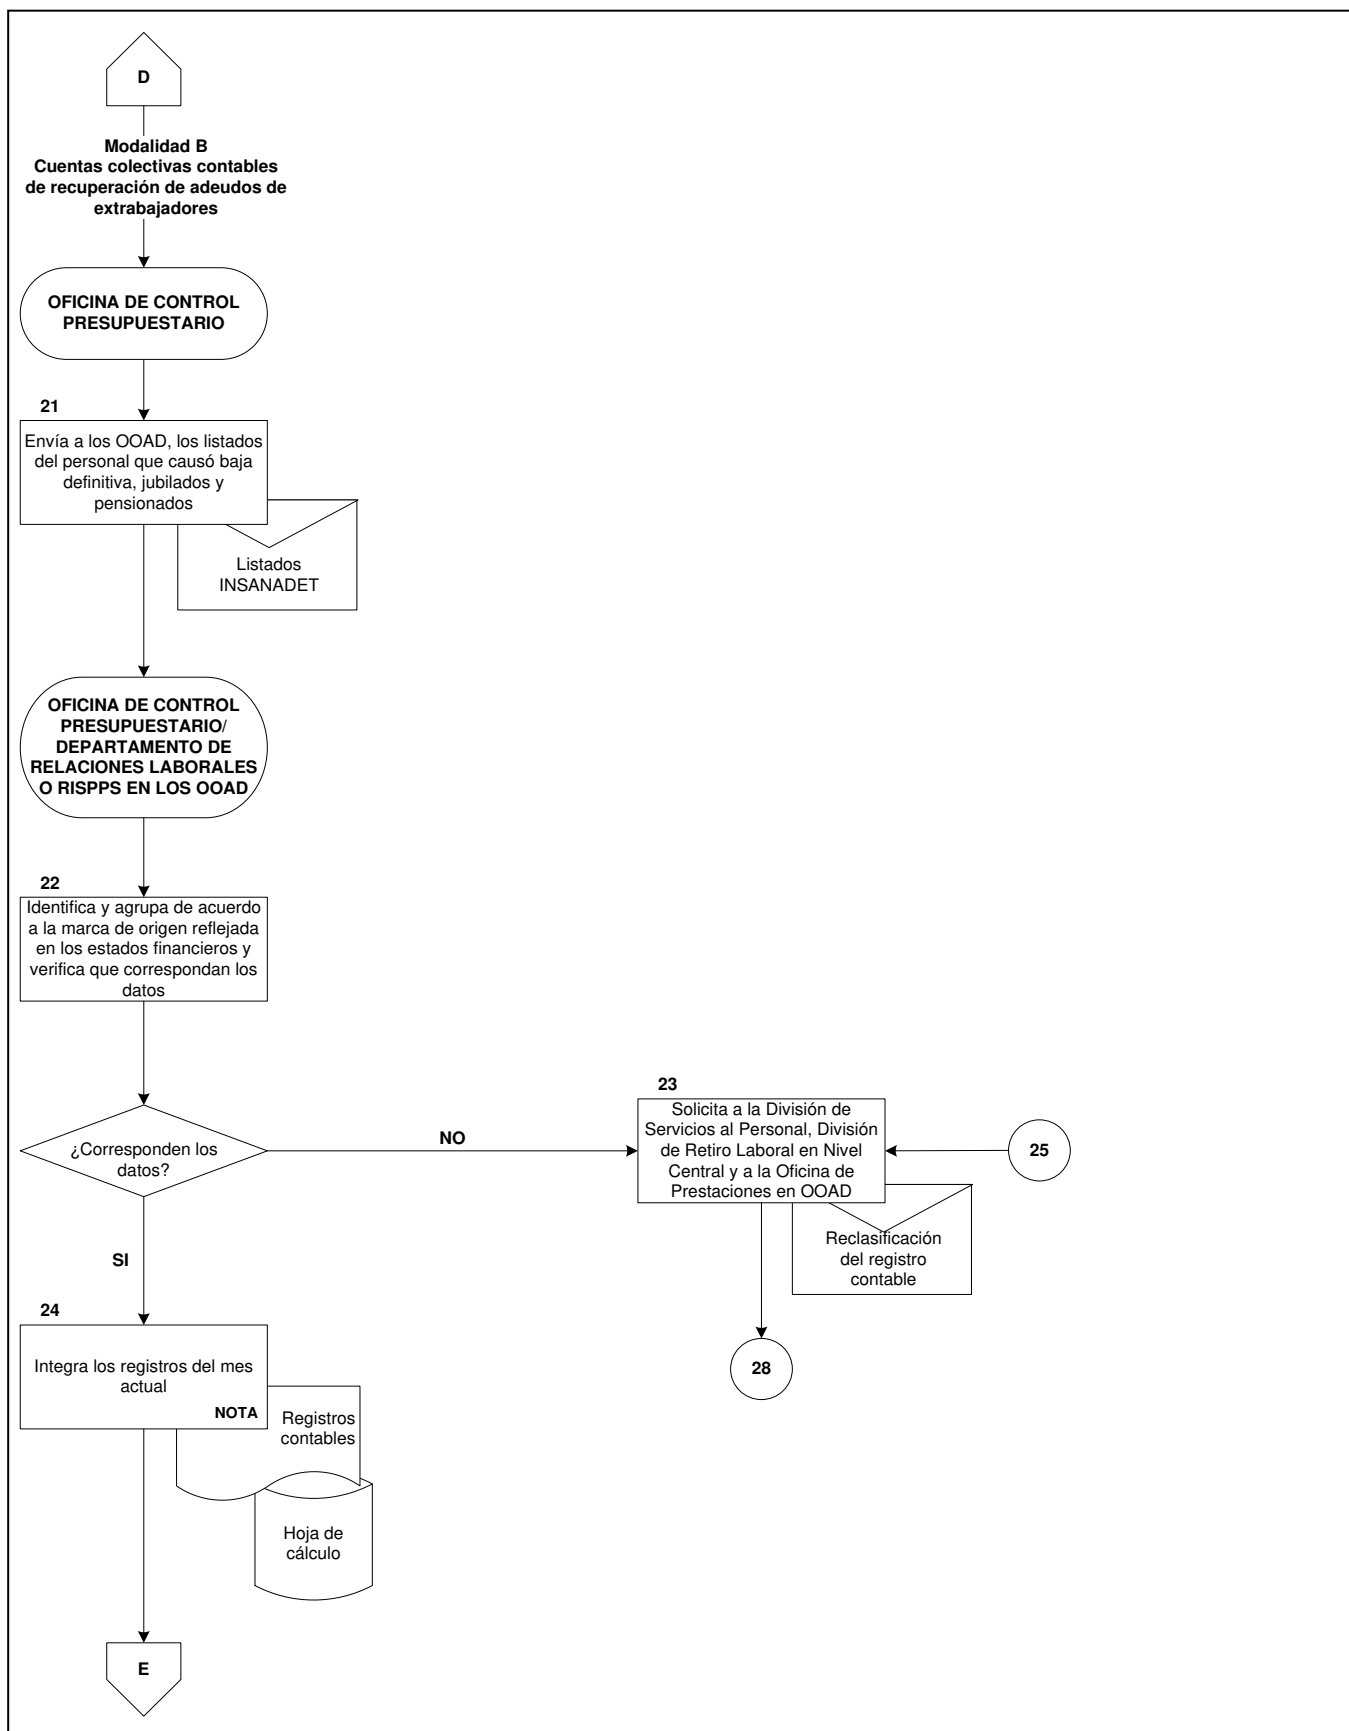 D
Modalidad B
Cuentas colectivas contables
de recuperación de adeudos de
extrabajadores
OFICINA DE CONTROL
PRESUPUESTARIO
21
Envía a los OOAD, los listados
del personal que causó baja
definitiva, jubilados y
pensionados
Listados
INSANADET
OFICINA DE CONTROL
PRESUPUESTARIO/
DEPARTAMENTO DE
RELACIONES LABORALES
O RISPPS EN LOS OOAD
22
Identifica y agrupa de acuerdo
a la marca de origen reflejada
en los estados financieros y
verifica que correspondan los
datos
¿Corresponden los
datos?
NO
23
Solicita a la División de
Servicios al Personal, División
de Retiro Laboral en Nivel
Central y a la Oficina de
Prestaciones en OOAD
25
Reclasificación
del registro
contable
28
SI
24
Integra los registros del mes
actual
NOTA
Registros
contables
Hoja de
cálculo
E